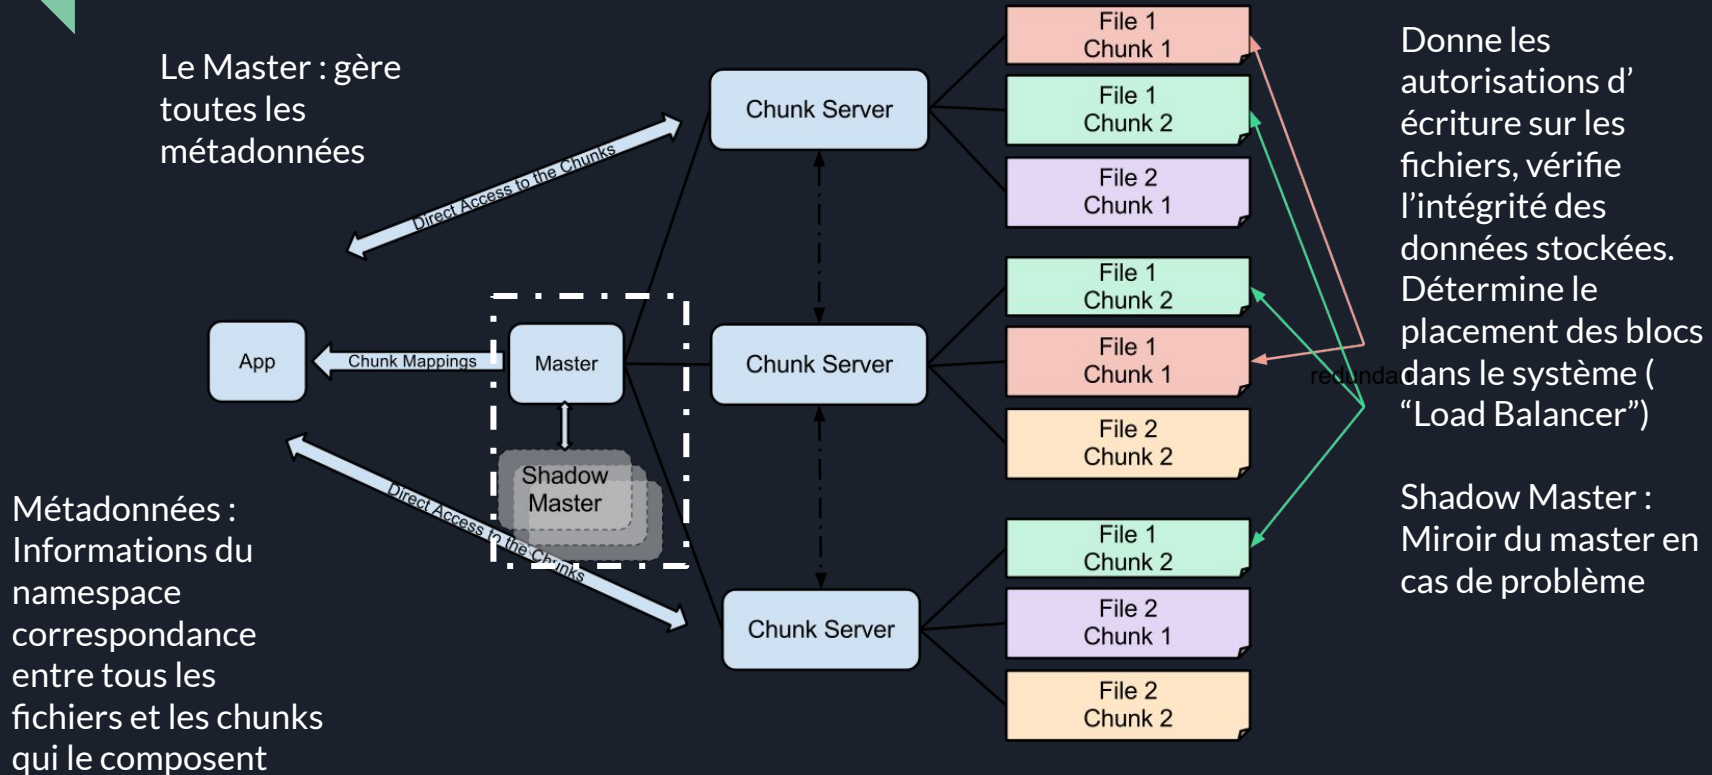 Le Master : gère
toutes les
métadonnées
Métadonnées :
Informations du
namespace
correspondance
entre tous les
fichiers et les chunks
qui le composent
App
Direct Access to the Chunks
Chunk Mappings
Direct Access to the Chunks
Master
Shadow
Master
Chunk Server
Chunk Server
Chunk Server
File 1
Chunk 1
File 1
Chunk 2
File 2
Chunk 1
File 1
Chunk 2
File 1
Chunk 1
File 2
Chunk 2
File 1
Chunk 2
File 2
Chunk 1
File 2
Chunk 2
Donne les
autorisations d’
écriture sur les
fichiers, vérifie
l’intégrité des
données stockées.
Détermine le
placement des blocs
dans le système (
“Load Balancer”)
Shadow Master :
Miroir du master en
cas de problème